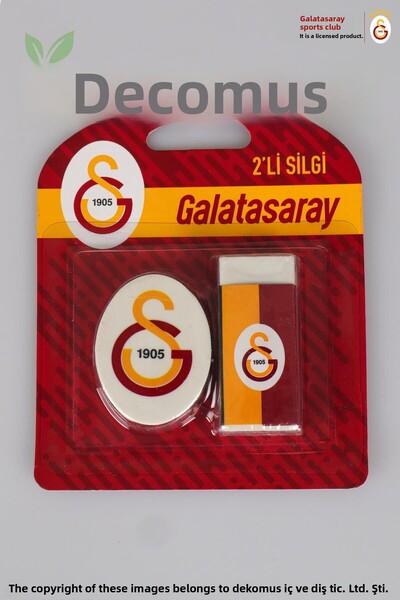 Galatasaray
sports club
It is a licensed product.
Decomus
2'Lİ SİLGİ
1905
Galatasaray
1905
1905
The copyright of these images belongs to dekomus iç ve diş tic. Ltd. Şti.